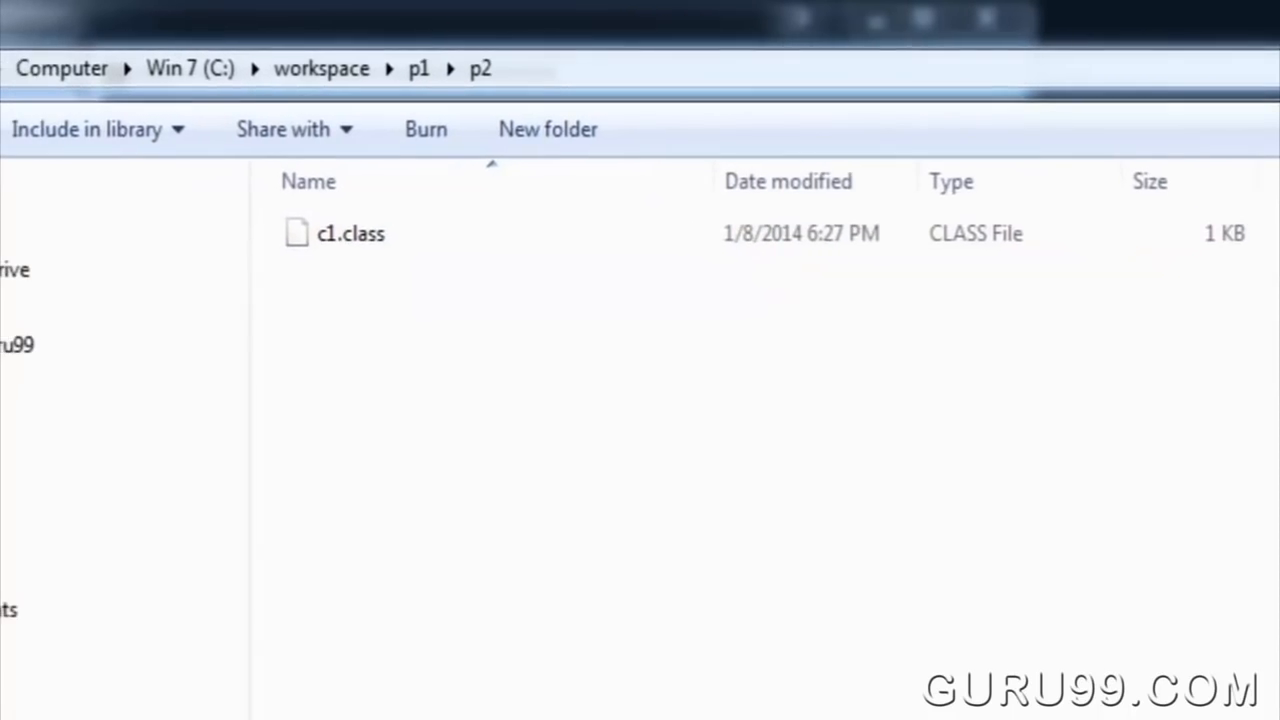 Computer Win 7 (C:) workspace p1 p2
Include in library Share with Burn New folder
Name Date modified Type Size
c1.class 1/8/2014 6:27 PM CLASS File 1 KB
rive
ru99
ts
GURU99.COM